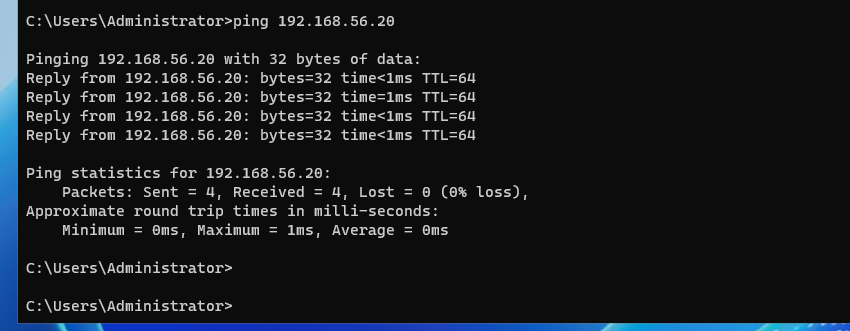 C:\Users\Administrator>ping 192.168.56.20
Pinging 192.168.56.20 with 32 bytes of data:
Reply from 192.168.56.20: bytes=32 time<1ms TTL=64
Reply from 192.168.56.20: bytes=32 time=1ms TTL=64
Reply from 192.168.56.20: bytes=32 time<1ms TTL=64
Reply from 192.168.56.20: bytes=32 time<1ms TTL=64
Ping statistics for 192.168.56.20:
    Packets: Sent = 4, Received = 4, Lost = 0 (0% loss),
Approximate round trip times in milli-seconds:
    Minimum = 0ms, Maximum = 1ms, Average = 0ms
C:\Users\Administrator>
C:\Users\Administrator>